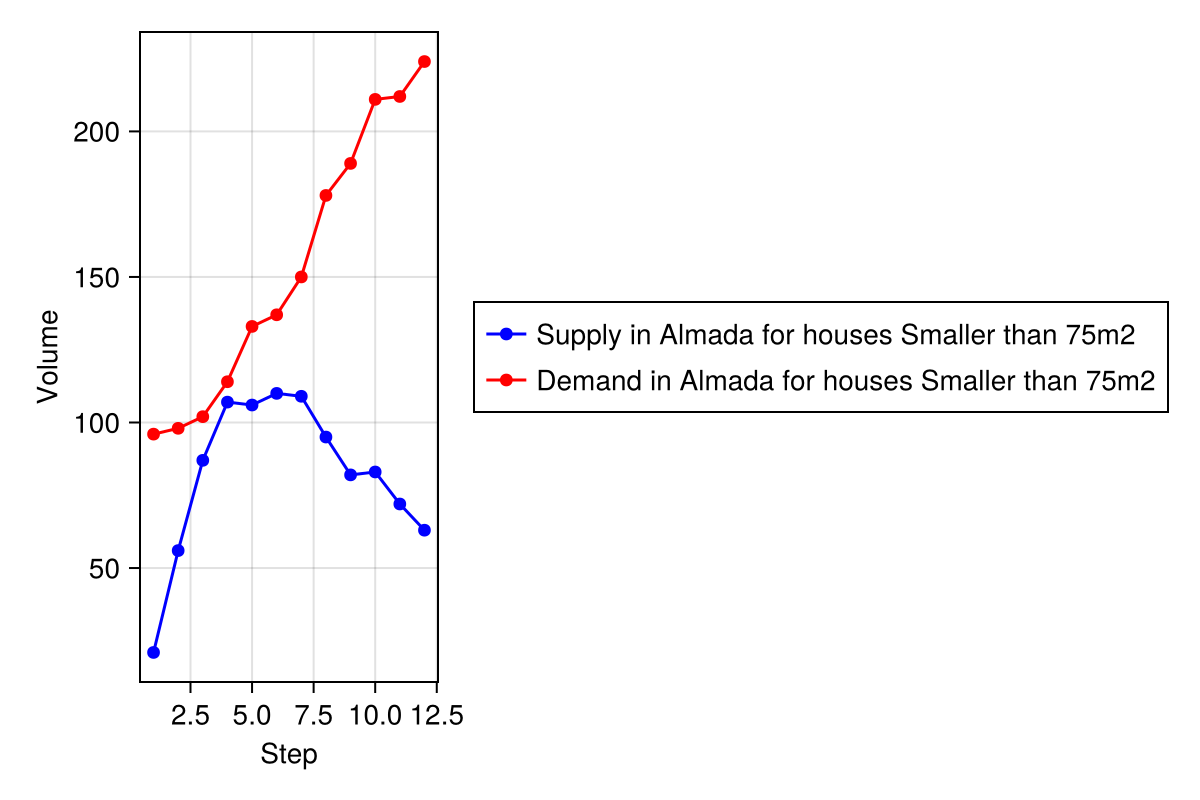 Volume
200
150
100
50
2.5 5.0 7.5 10.0 12.5
Step
Supply in Almada for houses Smaller than 75m2
Demand in Almada for houses Smaller than 75m2